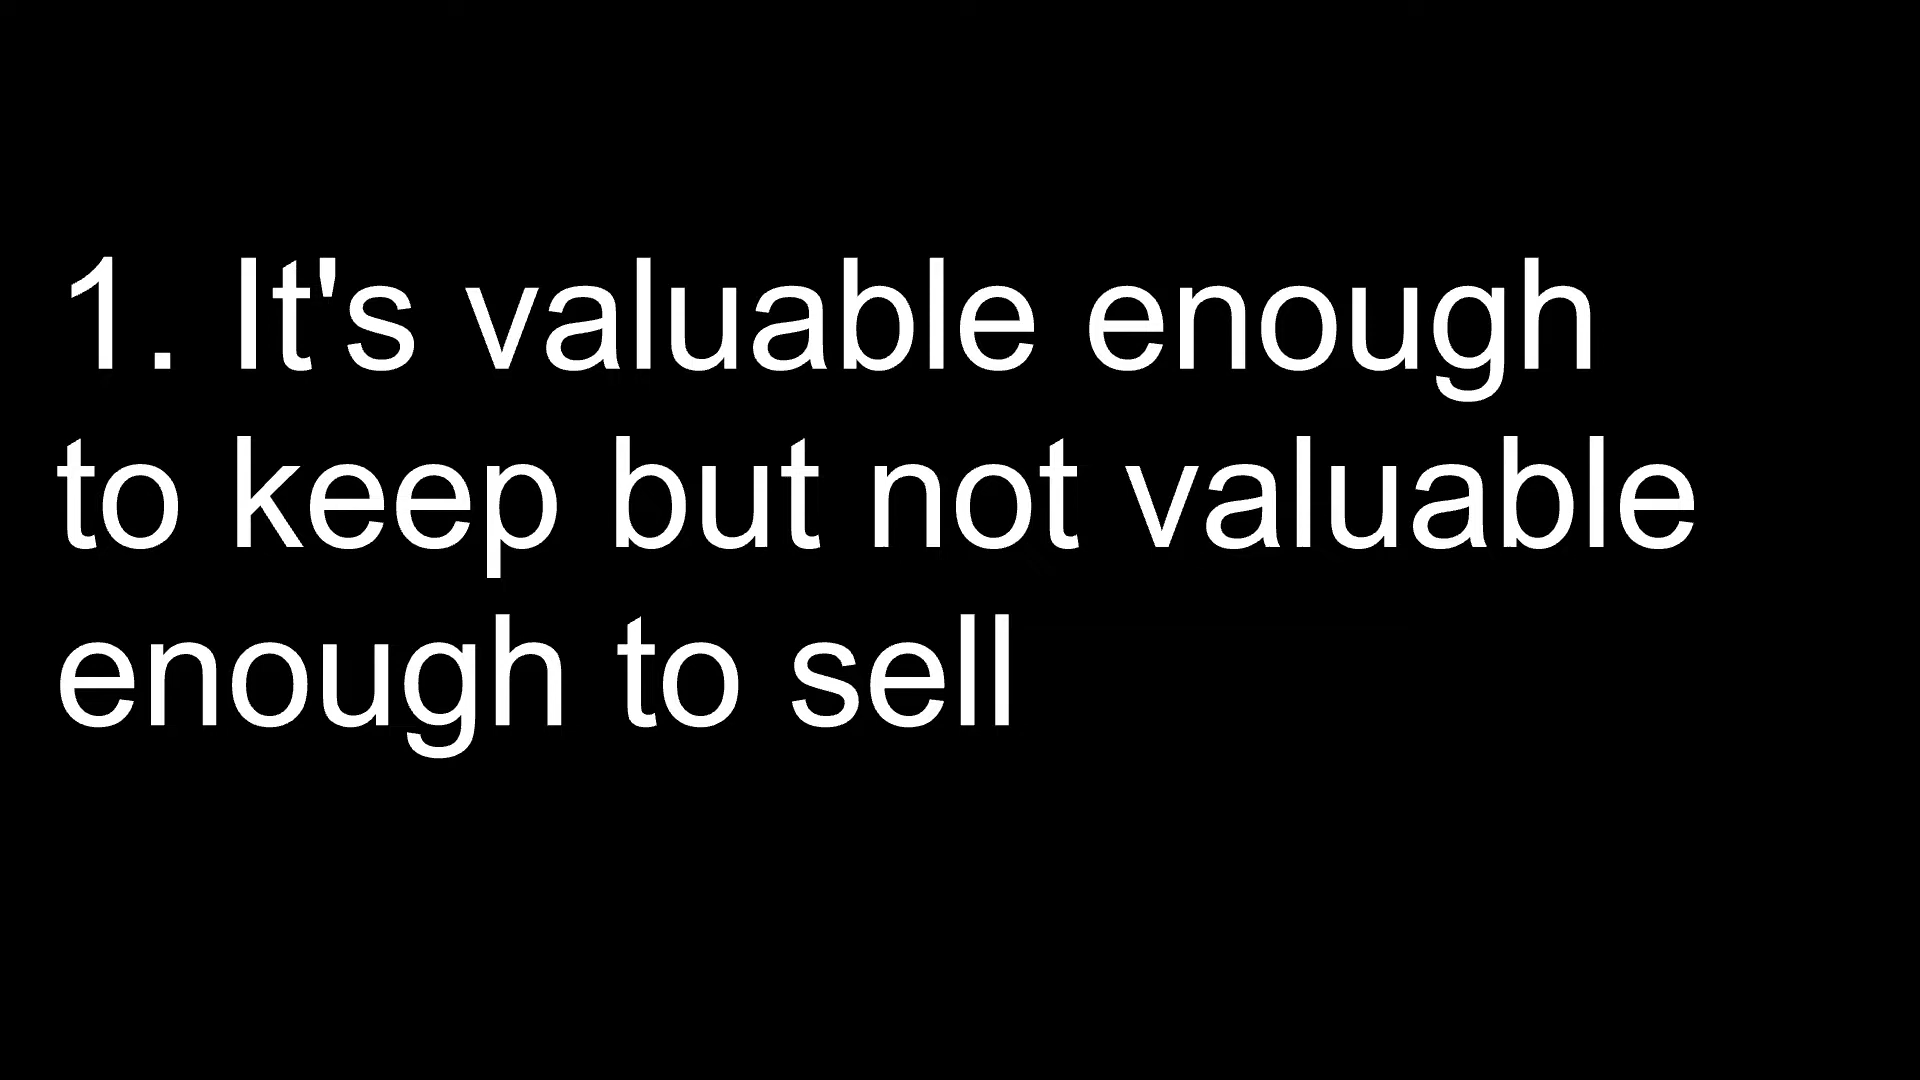 1. It's valuable enough
to keep but not valuable
enough to sell